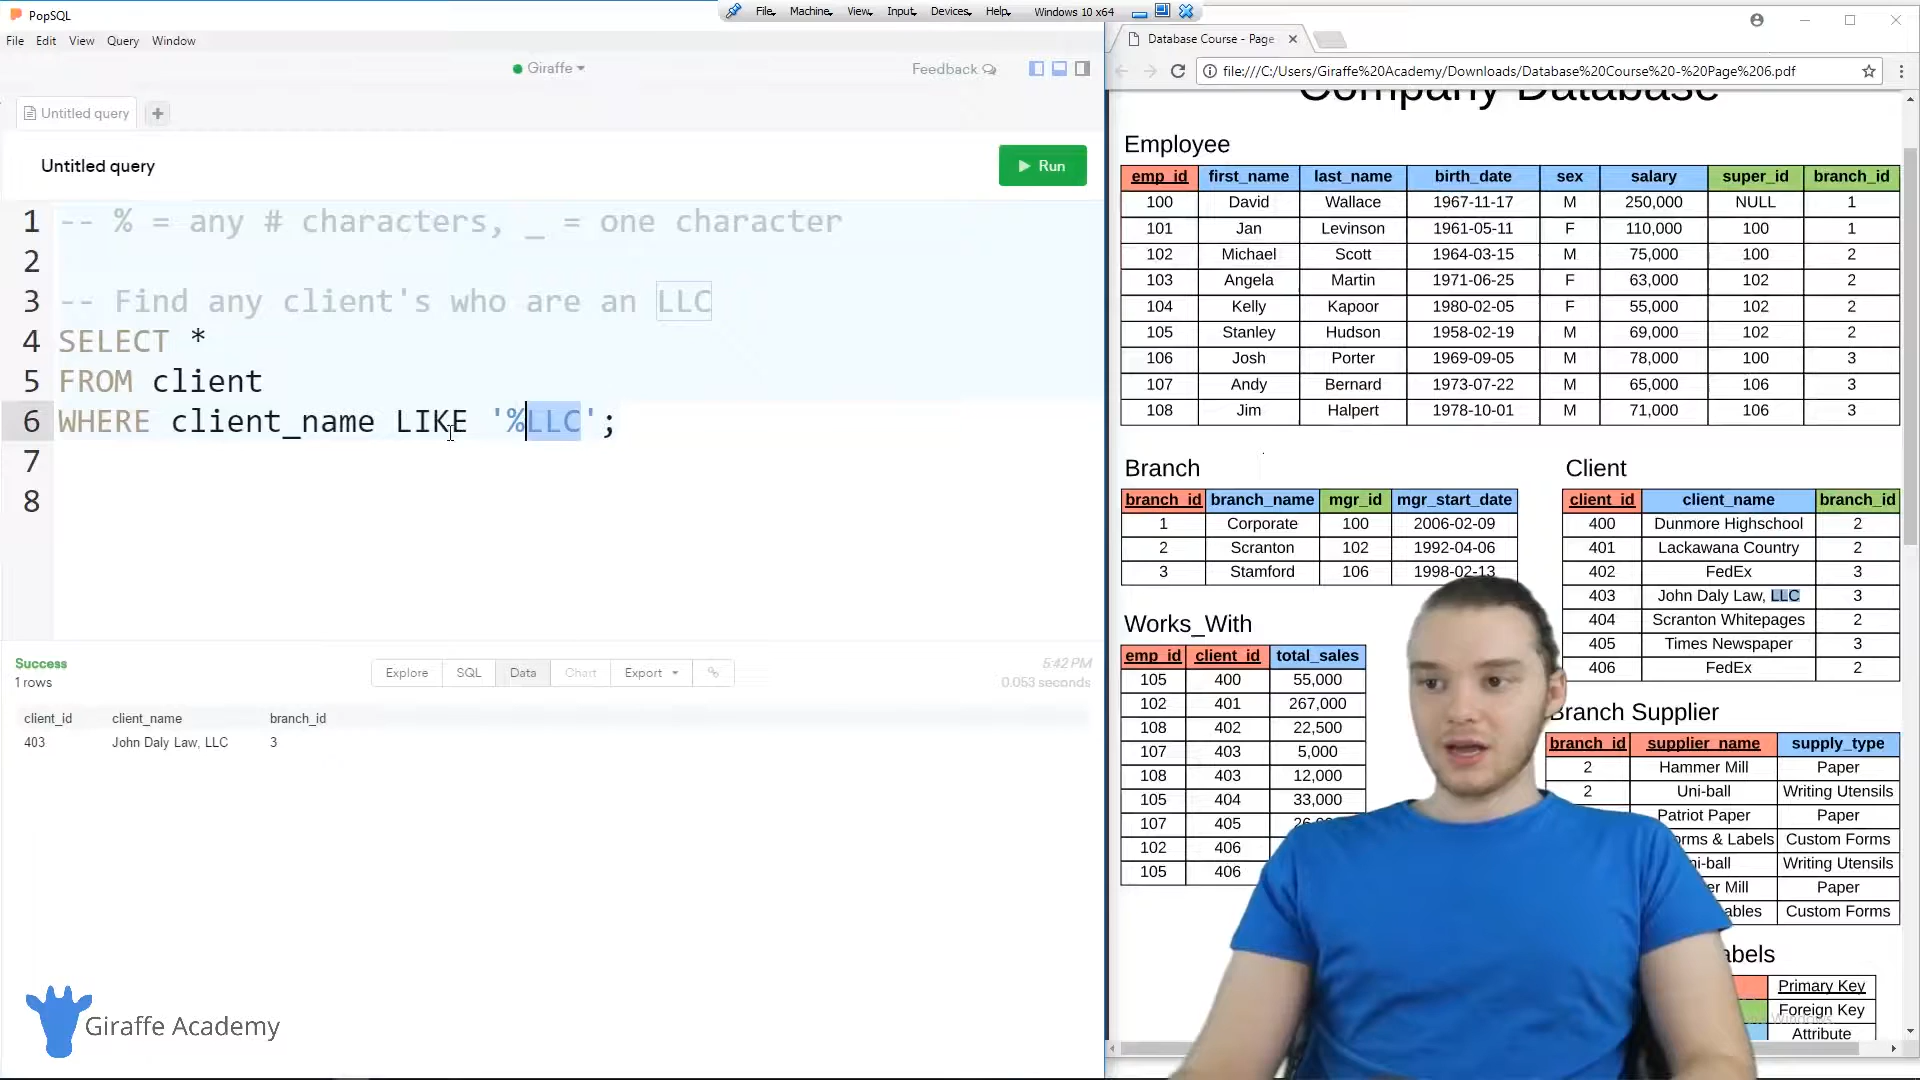 PopSQL
File Machine View Input Devices Help Windows 10 x64
File Edit View Query Window
Giraffe
Feedback
Untitled query
+
Untitled query
Run
1 -- % = any # characters, _ = one character
2
3 -- Find any client's who are an LLC
4 SELECT *
5 FROM client
6 WHERE client_name LIKE '%LLC';
7
8
Success
1 rows
Explore SQL Data Chart Export
5:42 PM
0.053 seconds
client_id client_name branch_id
403 John Daly Law, LLC 3
Giraffe Academy
Database Course - Page
file:///C:/Users/Giraffe%20Academy/Downloads/Database%20Course%20-%20Page%206.pdf
Company Database
Employee
emp_id first_name last_name birth_date sex salary super_id branch_id
100 David Wallace 1967-11-17 M 250,000 NULL 1
101 Jan Levinson 1961-05-11 F 110,000 100 1
102 Michael Scott 1964-03-15 M 75,000 100 2
103 Angela Martin 1971-06-25 F 63,000 102 2
104 Kelly Kapoor 1980-02-05 F 55,000 102 2
105 Stanley Hudson 1958-02-19 M 69,000 102 2
106 Josh Porter 1969-09-05 M 78,000 100 3
107 Andy Bernard 1973-07-22 M 65,000 106 3
108 Jim Halpert 1978-10-01 M 71,000 106 3
Branch
branch_id branch_name mgr_id mgr_start_date
1 Corporate 100 2006-02-09
2 Scranton 102 1992-04-06
3 Stamford 106 1998-02-13
Client
client_id client_name branch_id
400 Dunmore Highschool 2
401 Lackawana Country 2
402 FedEx 3
403 John Daly Law, LLC 3
404 Scranton Whitepages 2
405 Times Newspaper 3
406 FedEx 2
Works_With
emp_id client_id total_sales
105 400 55,000
102 401 267,000
108 402 22,500
107 403 5,000
108 403 12,000
105 404 33,000
107 405
102 406
105 406
Branch Supplier
branch_id supplier_name supply_type
2 Hammer Mill Paper
2 Uni-ball Writing Utensils
Patriot Paper Paper
orms & Labels Custom Forms
ni-ball Writing Utensils
er Mill Paper
ables Custom Forms
abels
Primary Key
Foreign Key
Attribute